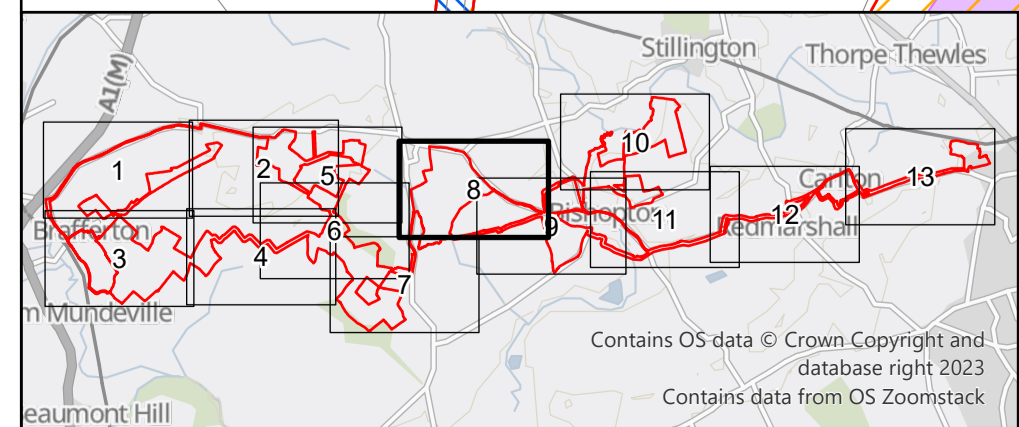 Stillington
Thorpe Thewles
A1(M)
1
2
5
10
8
Carlton
13
Brafferton
Bishopton
11
12
Redmarshall
9
6
3
4
7
m Mundeville
Contains OS data © Crown Copyright and
database right 2023
Contains data from OS Zoomstack
eaumont Hill